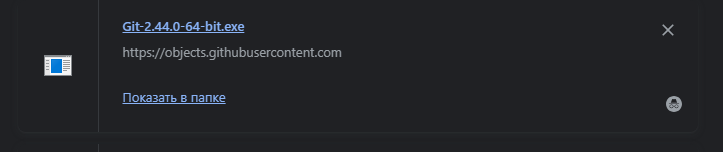 Git-2.44.0-64-bit.exe
https://objects.githubusercontent.com
Показать в папке